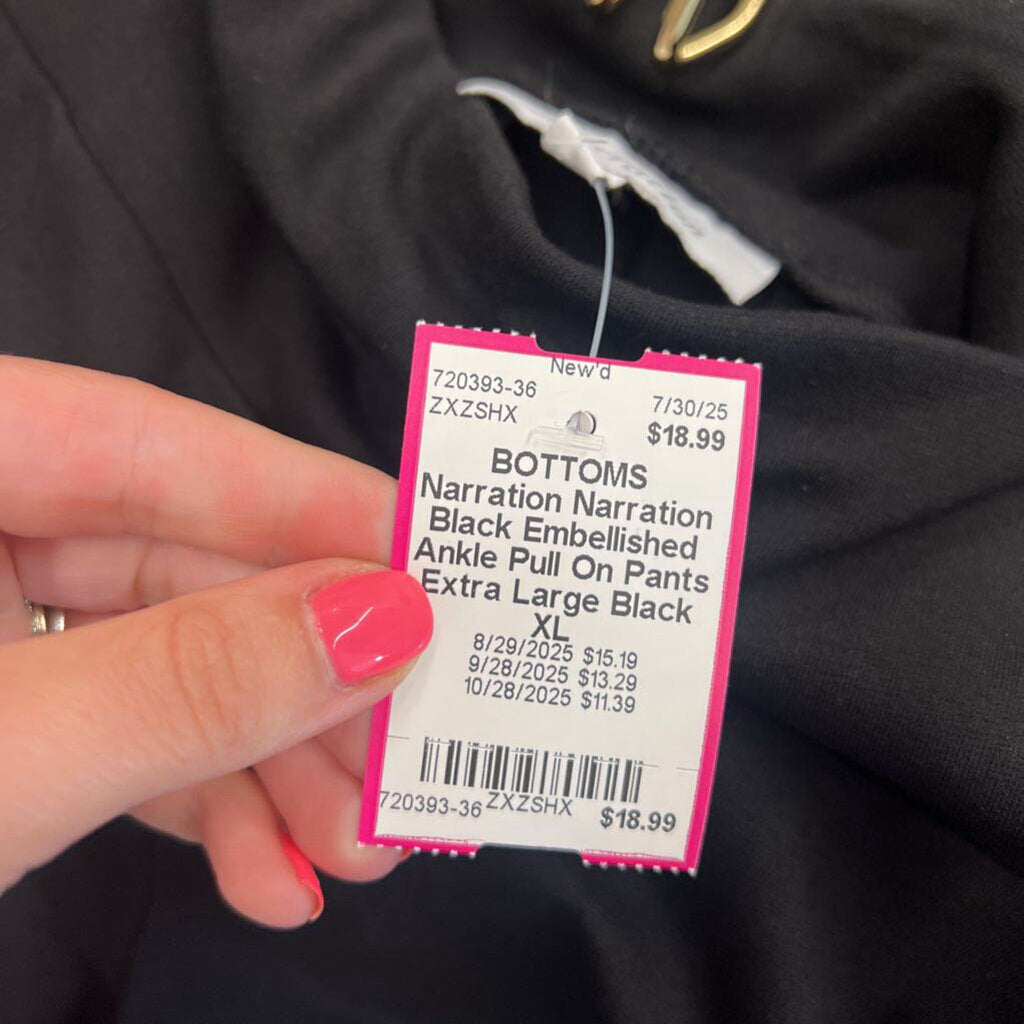 New'd
720393-36
7/30/25
ZXZSHX
$18.99
BOTTOMS
Narration Narration
Black Embellished
Ankle Pull On Pants
Extra Large Black
XL
8/29/2025 $15.19
9/28/2025 $13.29
10/28/2025 $11.39
720393-36 ZXZSHX $18.99